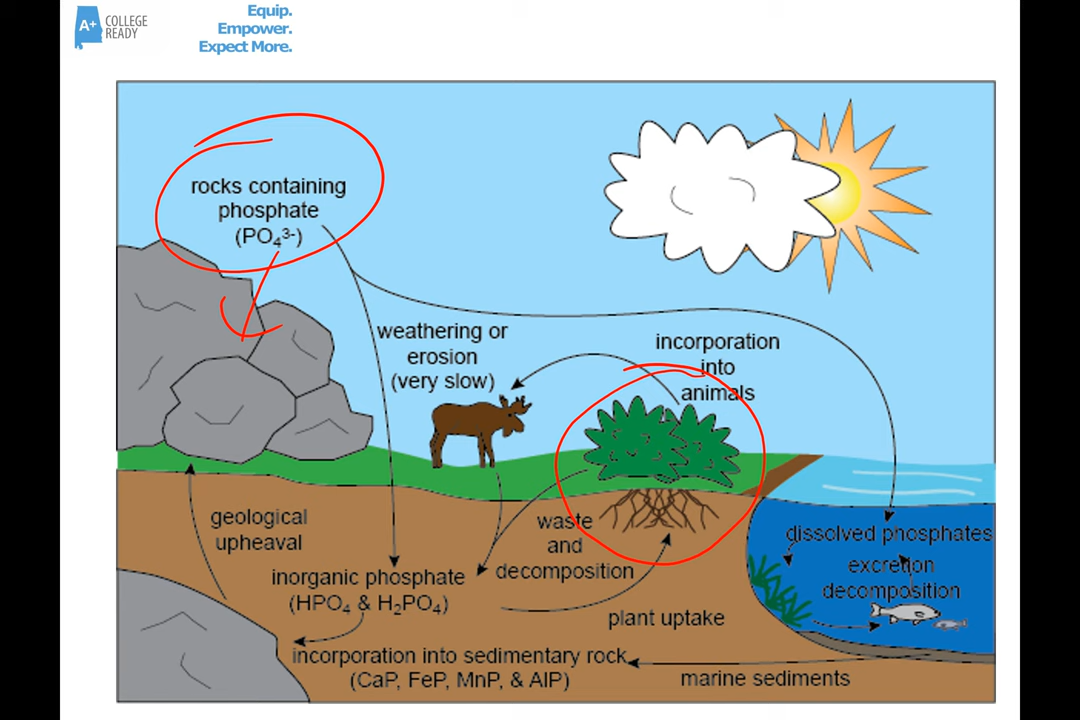 A+ COLLEGE
READY
Equip.
Empower.
Expect More.
rocks containing
phosphate
(PO₄³⁻)
weathering or
erosion
(very slow)
incorporation
into
animals
geological
upheaval
waste
and
decomposition
dissolved phosphates
excretion
decomposition
inorganic phosphate
(HPO₄ & H₂PO₄)
plant uptake
incorporation into sedimentary rock
(CaP, FeP, MnP, & AlP)
marine sediments